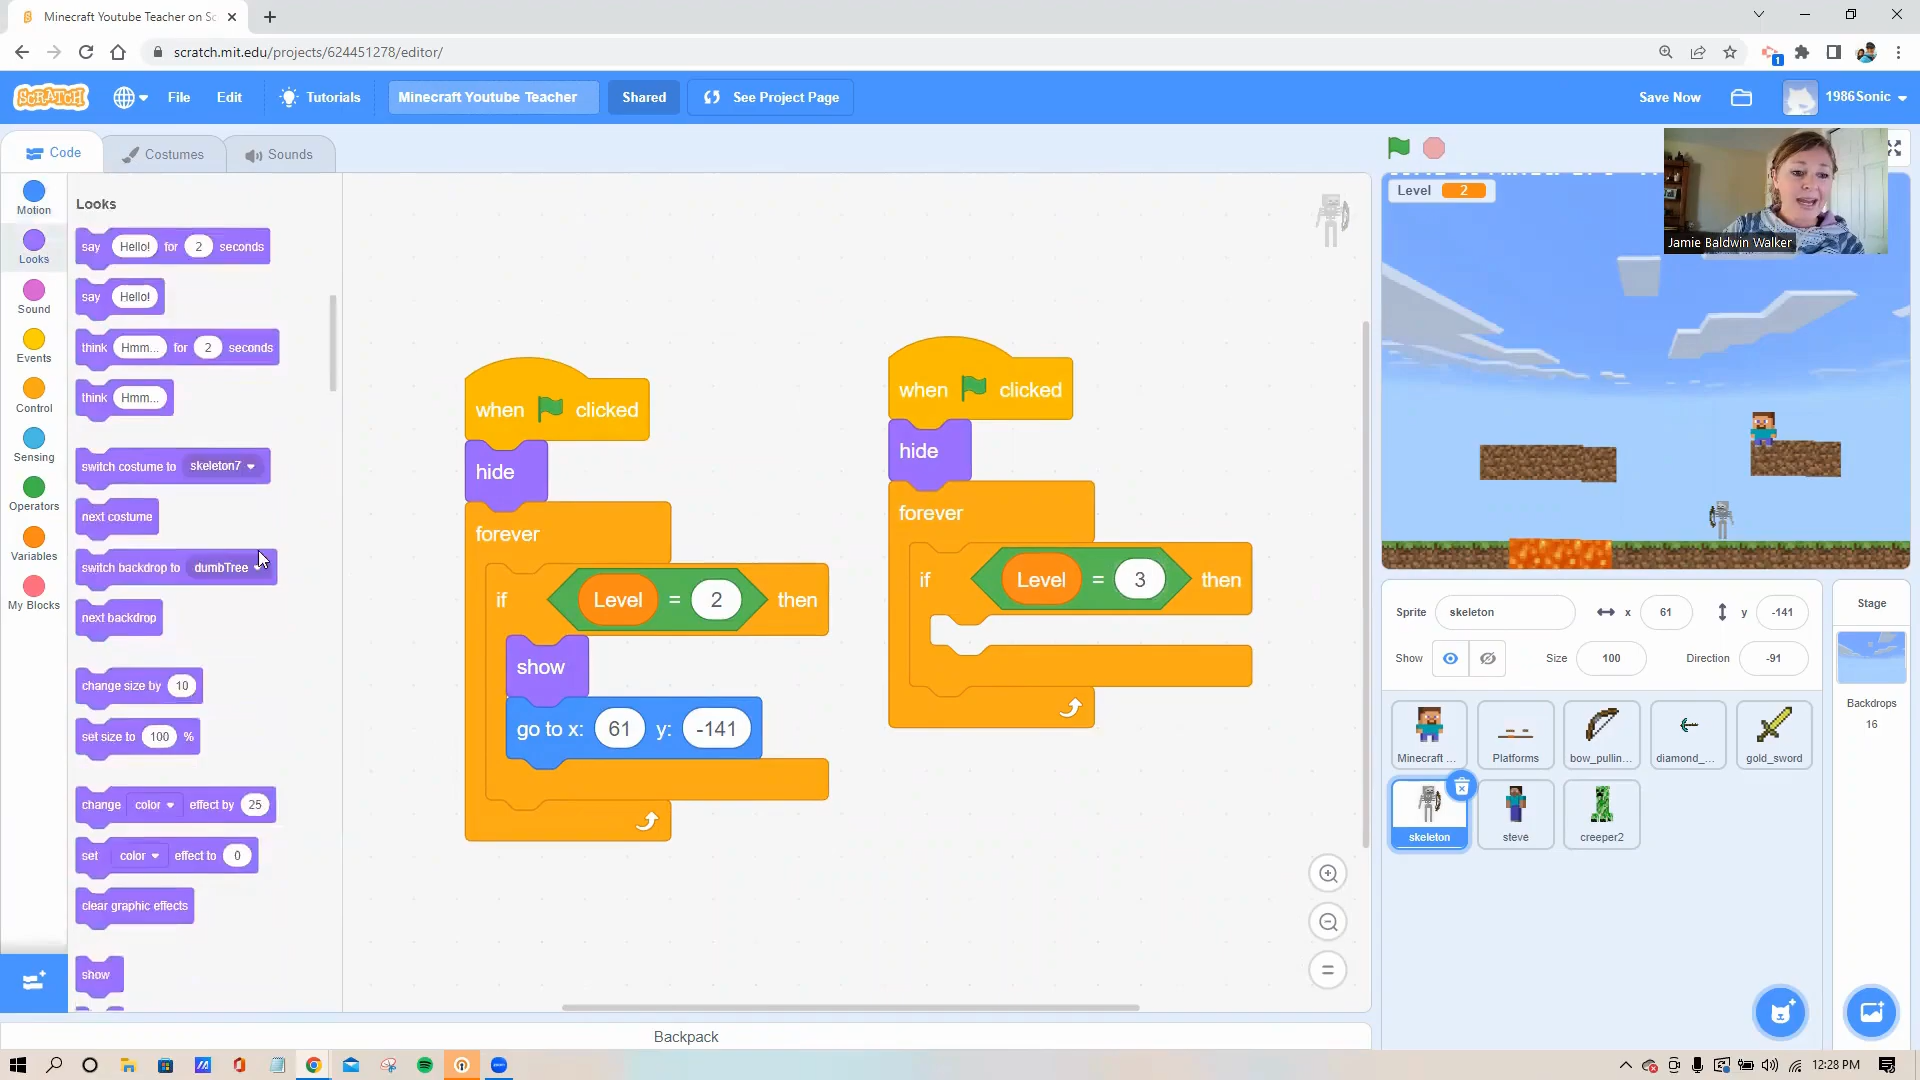 Minecraft Youtube Teacher on Sc
scratch.mit.edu/projects/624451278/editor/
1
SCRATCH
File
Edit
Tutorials
Minecraft Youtube Teacher
Shared
See Project Page
Save Now
1986Sonic
Code
Costumes
Sounds
Motion
Looks
Sound
Events
Control
Sensing
Operators
Variables
My Blocks
Looks
say Hello! for 2 seconds
say Hello!
think Hmm... for 2 seconds
think Hmm...
switch costume to skeleton7
next costume
switch backdrop to dumbTree
next backdrop
change size by 10
set size to 100 %
change color effect by 25
set color effect to 0
clear graphic effects
show
when clicked
hide
forever
if Level = 2 then
show
go to x: 61 y: -141
when clicked
hide
forever
if Level = 3 then
Level 2
Jamie Baldwin Walker
Sprite skeleton x 61 y -141
Show Size 100 Direction -91
Minecraft ...
Platforms
bow_pullin...
diamond_...
gold_sword
skeleton
steve
creeper2
Stage
Backdrops
16
Backpack
12:28 PM